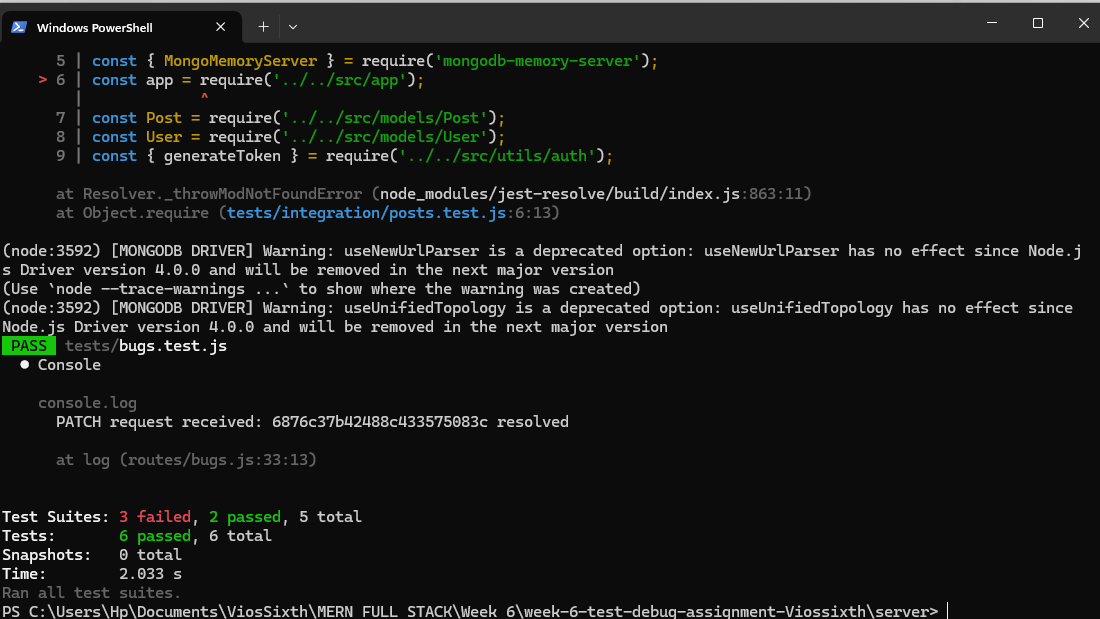 Windows PowerShell
5 | const { MongoMemoryServer } = require('mongodb-memory-server');
> 6 | const app = require('../../src/app');
| ^
7 | const Post = require('../../src/models/Post');
8 | const User = require('../../src/models/User');
9 | const { generateToken } = require('../../src/utils/auth');
at Resolver._throwModNotFoundError (node_modules/jest-resolve/build/index.js:863:11)
at Object.require (tests/integration/posts.test.js:6:13)
(node:3592) [MONGODB DRIVER] Warning: useNewUrlParser is a deprecated option: useNewUrlParser has no effect since Node.j
s Driver version 4.0.0 and will be removed in the next major version
(Use `node --trace-warnings ...` to show where the warning was created)
(node:3592) [MONGODB DRIVER] Warning: useUnifiedTopology is a deprecated option: useUnifiedTopology has no effect since
Node.js Driver version 4.0.0 and will be removed in the next major version
PASS tests/bugs.test.js
● Console
console.log
PATCH request received: 6876c37b42488c433575083c resolved
at log (routes/bugs.js:33:13)
Test Suites: 3 failed, 2 passed, 5 total
Tests: 6 passed, 6 total
Snapshots: 0 total
Time: 2.033 s
Ran all test suites.
PS C:\Users\Hp\Documents\ViosSixth\MERN FULL STACK\Week 6\week-6-test-debug-assignment-Viossixth\server>